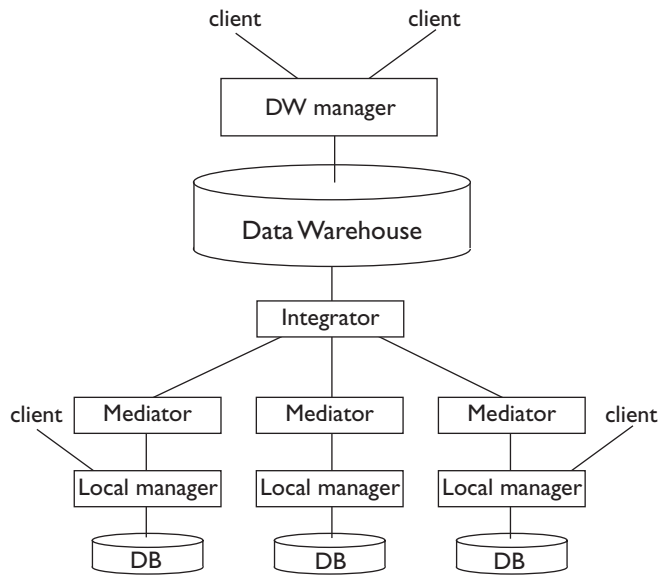 client client
DW manager
Data Warehouse
Integrator
client Mediator Mediator Mediator client
Local manager Local manager Local manager
DB DB DB